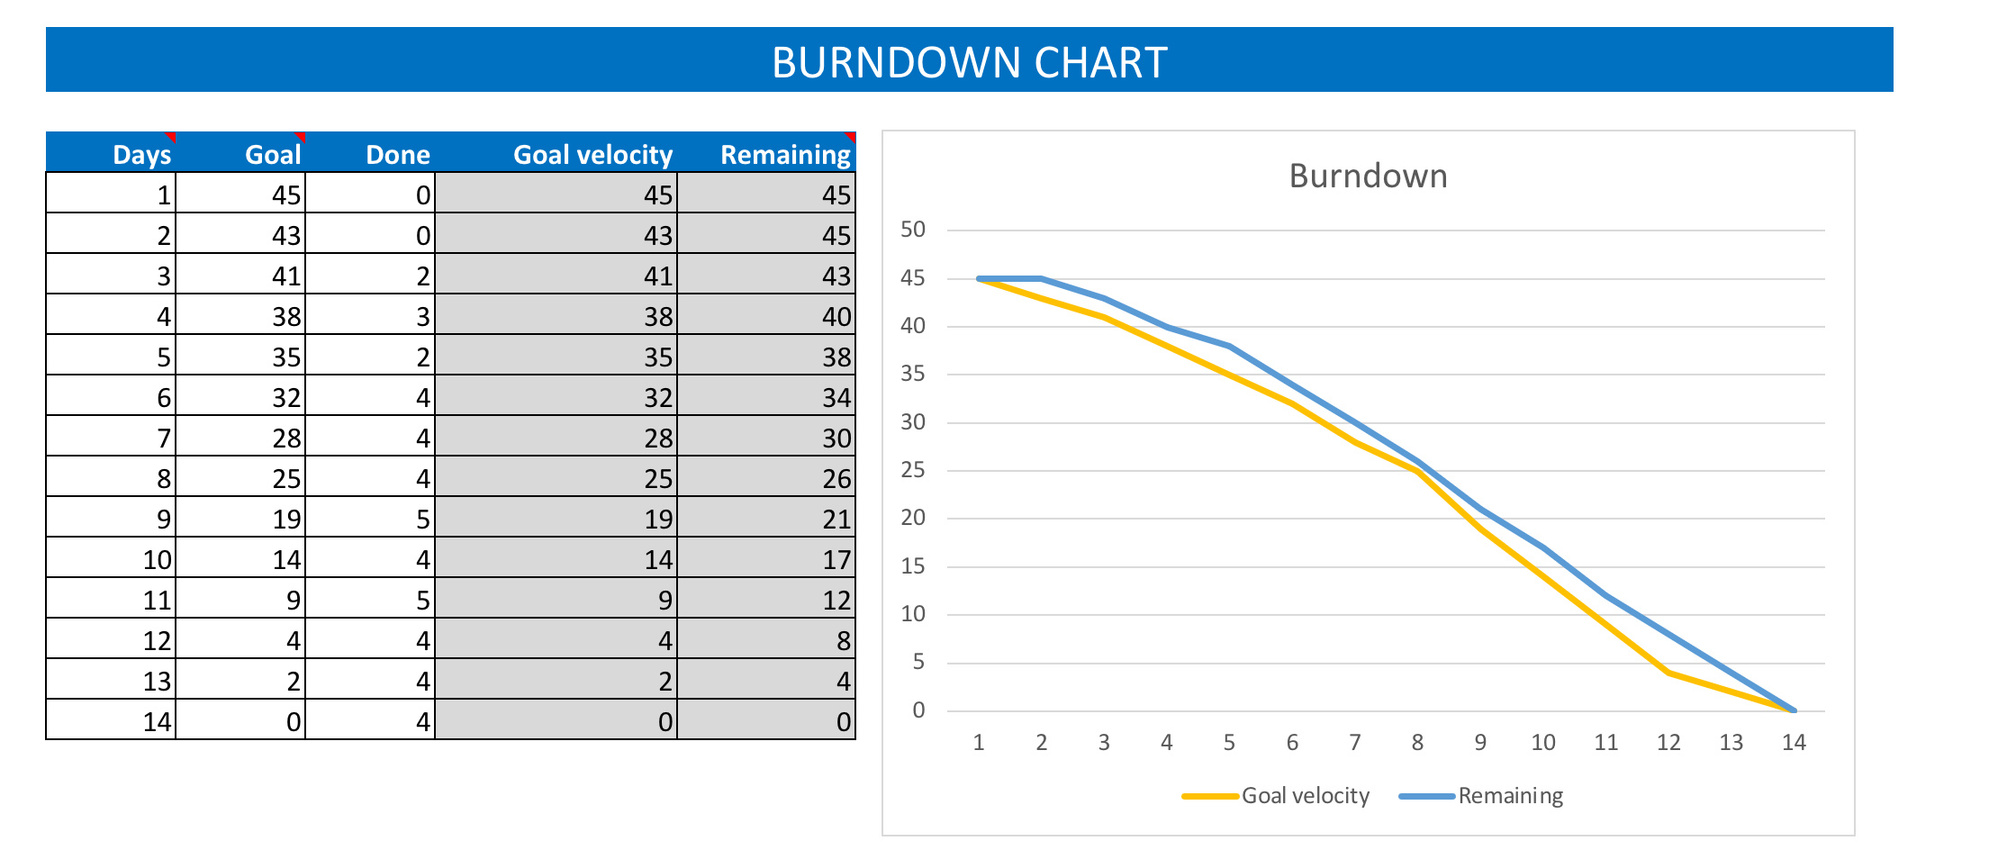 BURNDOWN CHART
Days Goal Done Goal velocity Remaining
1 45 0 45 45
2 43 0 43 45
3 41 2 41 43
4 38 3 38 40
5 35 2 35 38
6 32 4 32 34
7 28 4 28 30
8 25 4 25 26
9 19 5 19 21
10 14 4 14 17
11 9 5 9 12
12 4 4 4 8
13 2 4 2 4
14 0 4 0 0
Burndown
50
45
40
35
30
25
20
15
10
5
0
1 2 3 4 5 6 7 8 9 10 11 12 13 14
Goal velocity Remaining